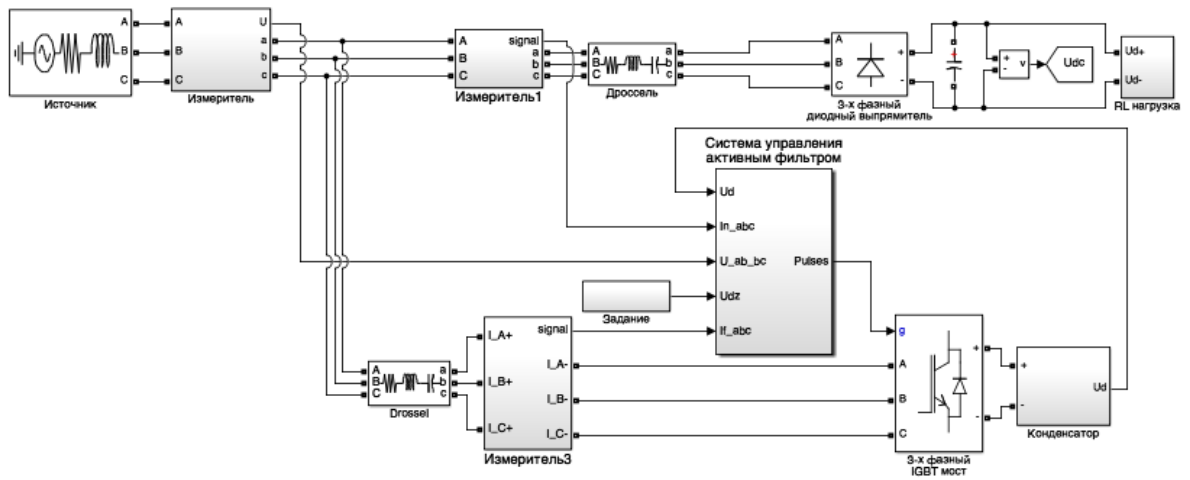 A
B
C
Источник
A
B
C
U
a
b
c
Измеритель
A
B
C
signal
a
b
c
Измеритель1
A
B
C
a
b
c
Дроссель
A
B
C
+
-
3-х фазный
диодный выпрямитель
+
+
-
v
Udc
Ud+
Ud-
RL нагрузка
Система управления
активным фильтром
Ud
In_abc
U_ab_bc
Udz
If_abc
Pulses
Задание
A
B
C
a
b
c
Drossel
I_A+
I_B+
I_C+
signal
I_A-
I_B-
I_C-
Измеритель3
g
A
B
C
+
-
3-х фазный
IGBT мост
+
-
Ud
Конденсатор